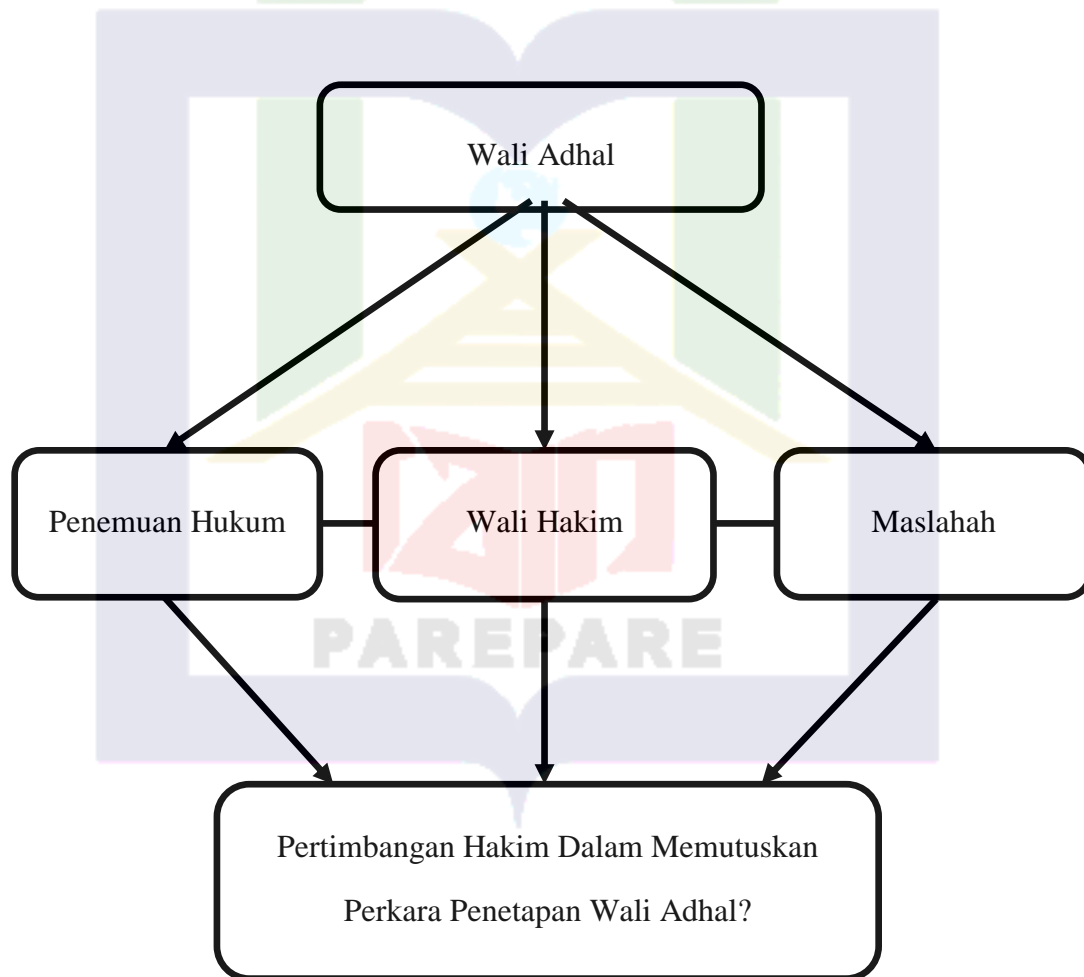 Wali Adhal
Penemuan Hukum
Wali Hakim
Maslahah
PAREPARE
Pertimbangan Hakim Dalam Memutuskan
Perkara Penetapan Wali Adhal?